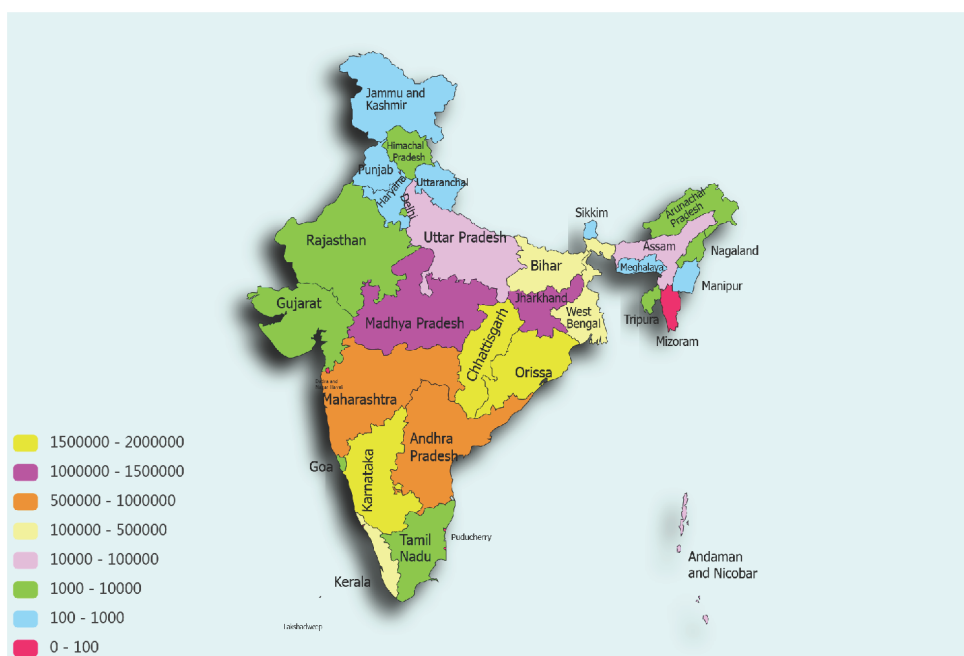 Jammu and
Kashmir
Himachal
Pradesh
Punjab
Uttaranchal
Haryana
Delhi
Sikkim
Arunachal
Pradesh
Rajasthan
Uttar Pradesh
Assam
Nagaland
Bihar
Meghalaya
Manipur
Gujarat
Jharkhand
West
Bengal
Tripura
Madhya Pradesh
Mizoram
Chhattisgarh
Orissa
Maharashtra
Andhra
Pradesh
Goa
Karnataka
Tamil
Nadu
Puducherry
Kerala
Andaman
and Nicobar
Lakshadweep
1500000 - 2000000
1000000 - 1500000
500000 - 1000000
100000 - 500000
10000 - 100000
1000 - 10000
100 - 1000
0 - 100